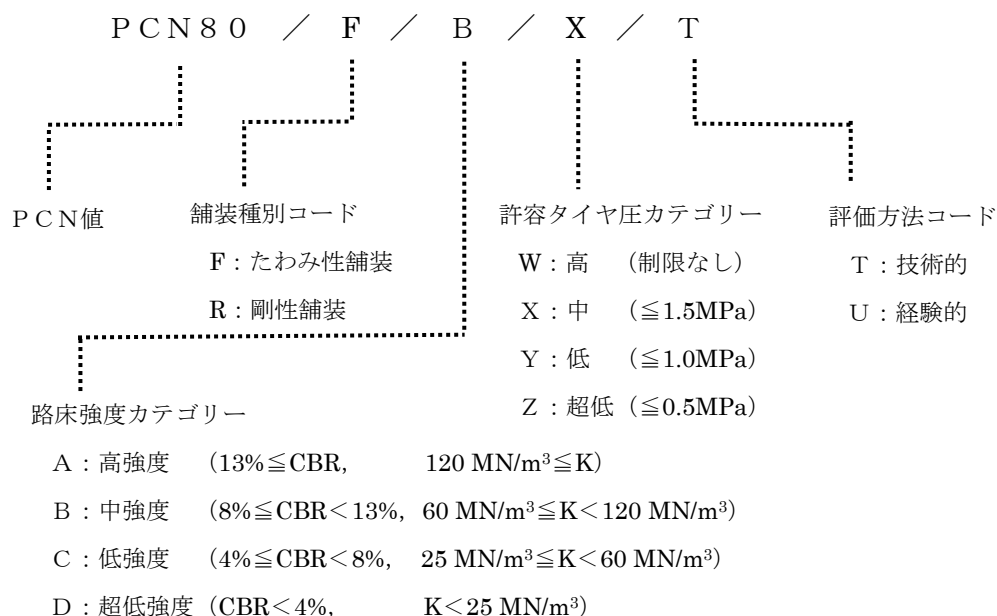 ＰＣＮ８０ ／ F ／ Ｂ ／ X ／ Ｔ
ＰＣＮ値
舗装種別コード
F：たわみ性舗装
R：剛性舗装
許容タイヤ圧カテゴリー
W：高 （制限なし）
Ｘ：中 （≦1.5MPa）
Ｙ：低 （≦1.0MPa）
Ｚ：超低（≦0.5MPa）
評価方法コード
Ｔ：技術的
Ｕ：経験的
路床強度カテゴリー
Ａ：高強度 （13%≦CBR, 120 MN/m³≦K）
Ｂ：中強度 （8%≦CBR＜13%, 60 MN/m³≦K＜120 MN/m³）
Ｃ：低強度 （4%≦CBR＜8%, 25 MN/m³≦K＜60 MN/m³）
Ｄ：超低強度（CBR＜4%, K＜25 MN/m³）